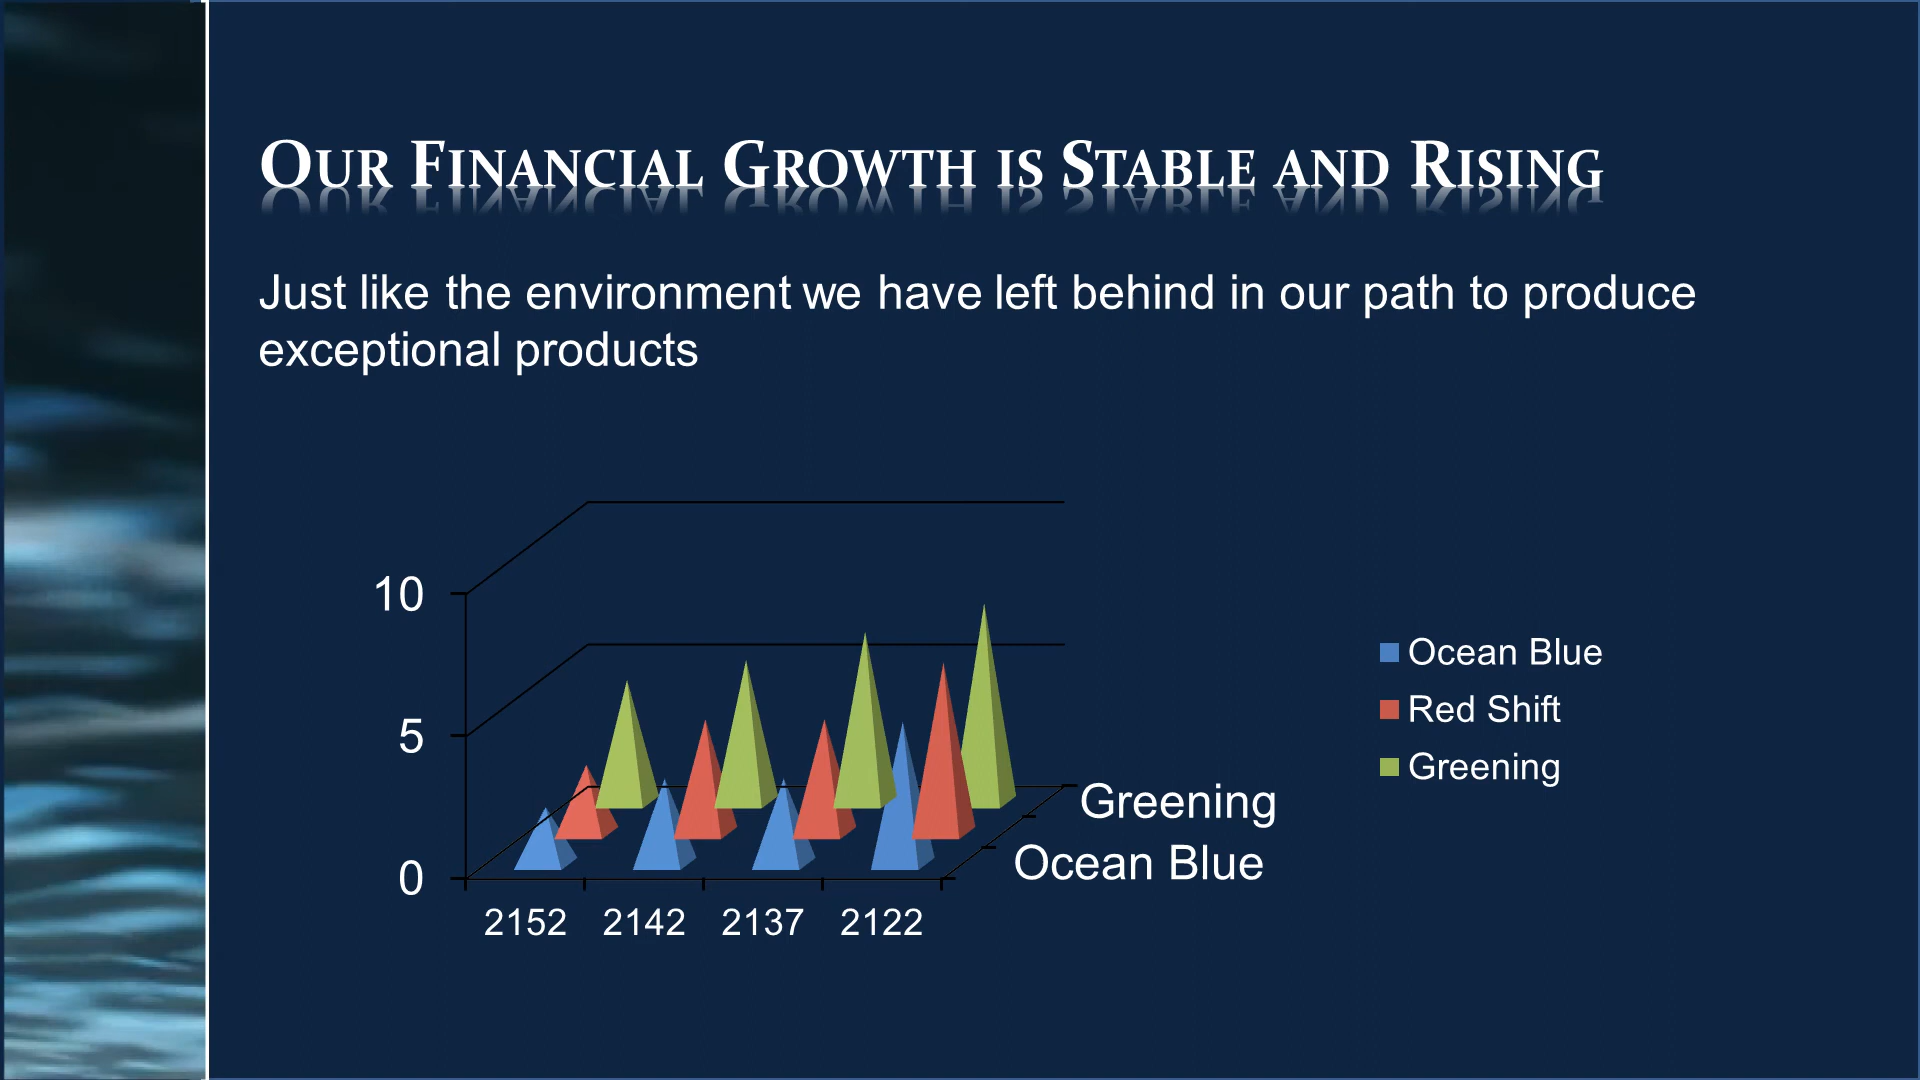 Our Financial Growth is Stable and Rising
Just like the environment we have left behind in our path to produce
exceptional products
10
5
0
2152 2142 2137 2122
Greening
Ocean Blue
Ocean Blue
Red Shift
Greening